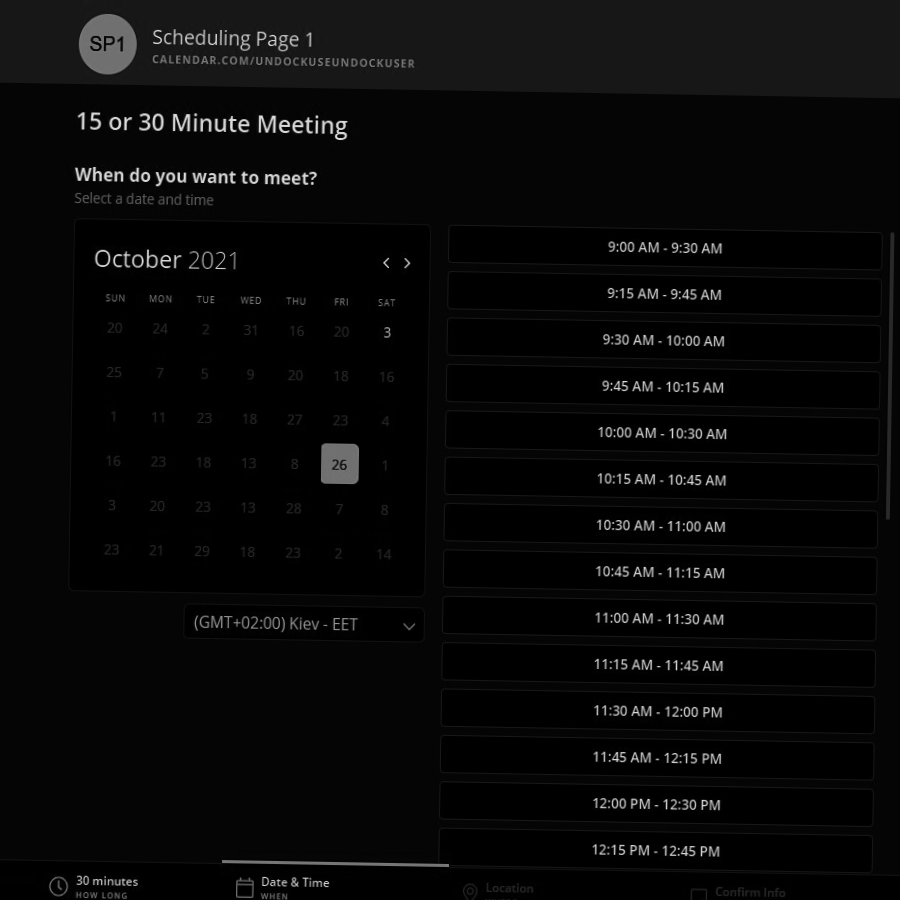 SP1
Scheduling Page 1
CALENDAR.COM/UNDOCKUSEUNDOCKUSER
15 or 30 Minute Meeting
When do you want to meet?
Select a date and time
October 2021
SUN MON TUE WED THU FRI SAT
20 24 2 31 16 20 3
25 7 5 9 20 18 16
1 11 23 18 27 23 4
16 23 18 13 8 26 1
3 20 23 13 28 7 8
23 21 29 18 23 2 14
(GMT+02:00) Kiev - EET
9:00 AM - 9:30 AM
9:15 AM - 9:45 AM
9:30 AM - 10:00 AM
9:45 AM - 10:15 AM
10:00 AM - 10:30 AM
10:15 AM - 10:45 AM
10:30 AM - 11:00 AM
10:45 AM - 11:15 AM
11:00 AM - 11:30 AM
11:15 AM - 11:45 AM
11:30 AM - 12:00 PM
11:45 AM - 12:15 PM
12:00 PM - 12:30 PM
12:15 PM - 12:45 PM
30 minutes
HOW LONG
Date & Time
WHEN
Location
Confirm Info